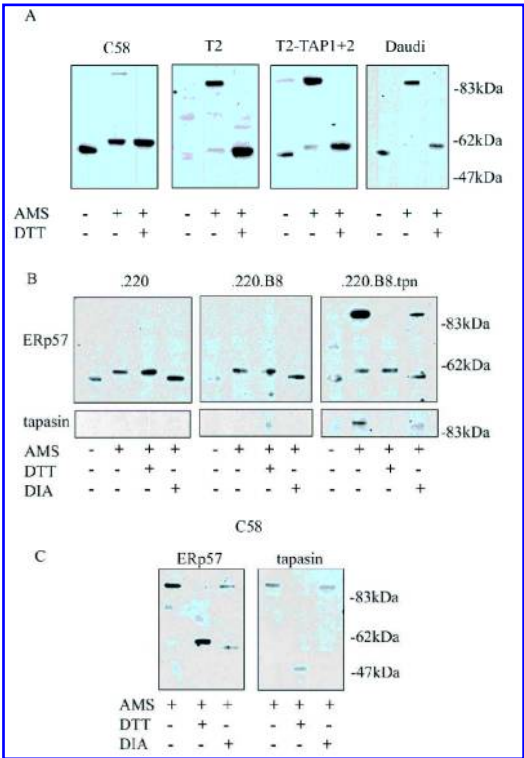 A
C58 T2 T2-TAP1+2 Daudi
-83kDa
-62kDa
-47kDa
AMS - + + - + + - + + - + +
DTT - - + - - + - - + - - +
B
.220 .220.B8 .220.B8.tpn
ERp57
-83kDa
-62kDa
tapasin
-83kDa
AMS - + + + - + + + - + + +
DTT - - + - - - + - - - + -
DIA - - - + - - - + - - - +
C58
C
ERp57 tapasin
-83kDa
-62kDa
-47kDa
AMS + + + + + +
DTT - + - - + -
DIA - - + - - +